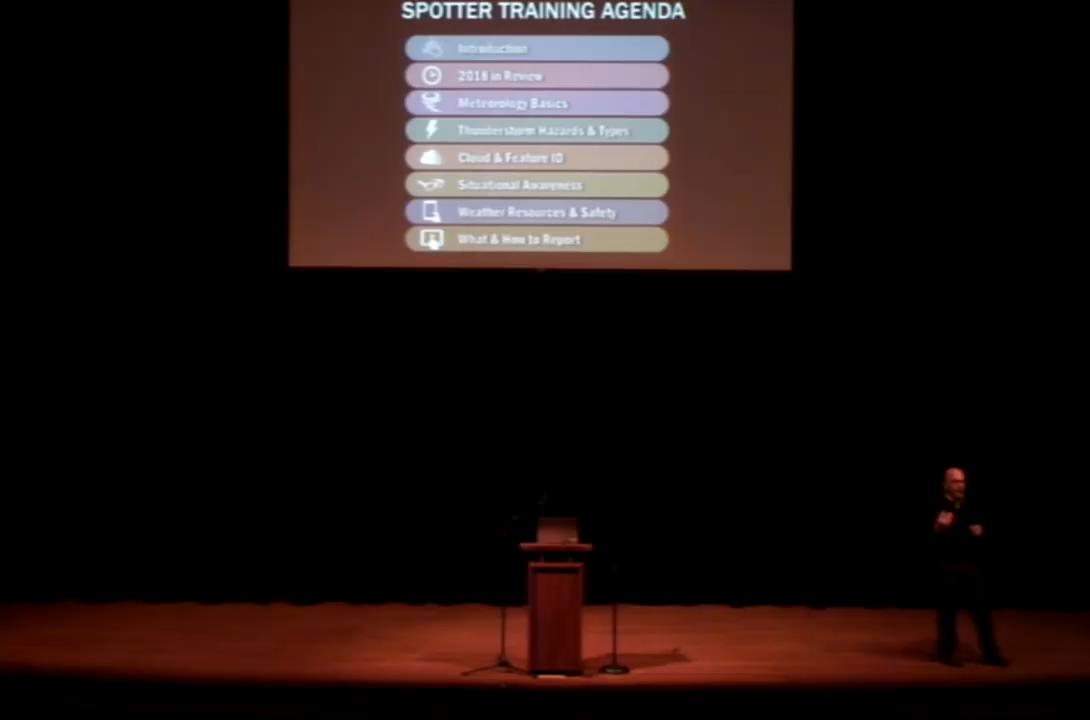 SPOTTER TRAINING AGENDA
Introduction
2018 in Review
Meteorology Basics
Thunderstorm Hazards & Types
Cloud & Feature ID
Situational Awareness
Weather Resources & Safety
What & How to Report